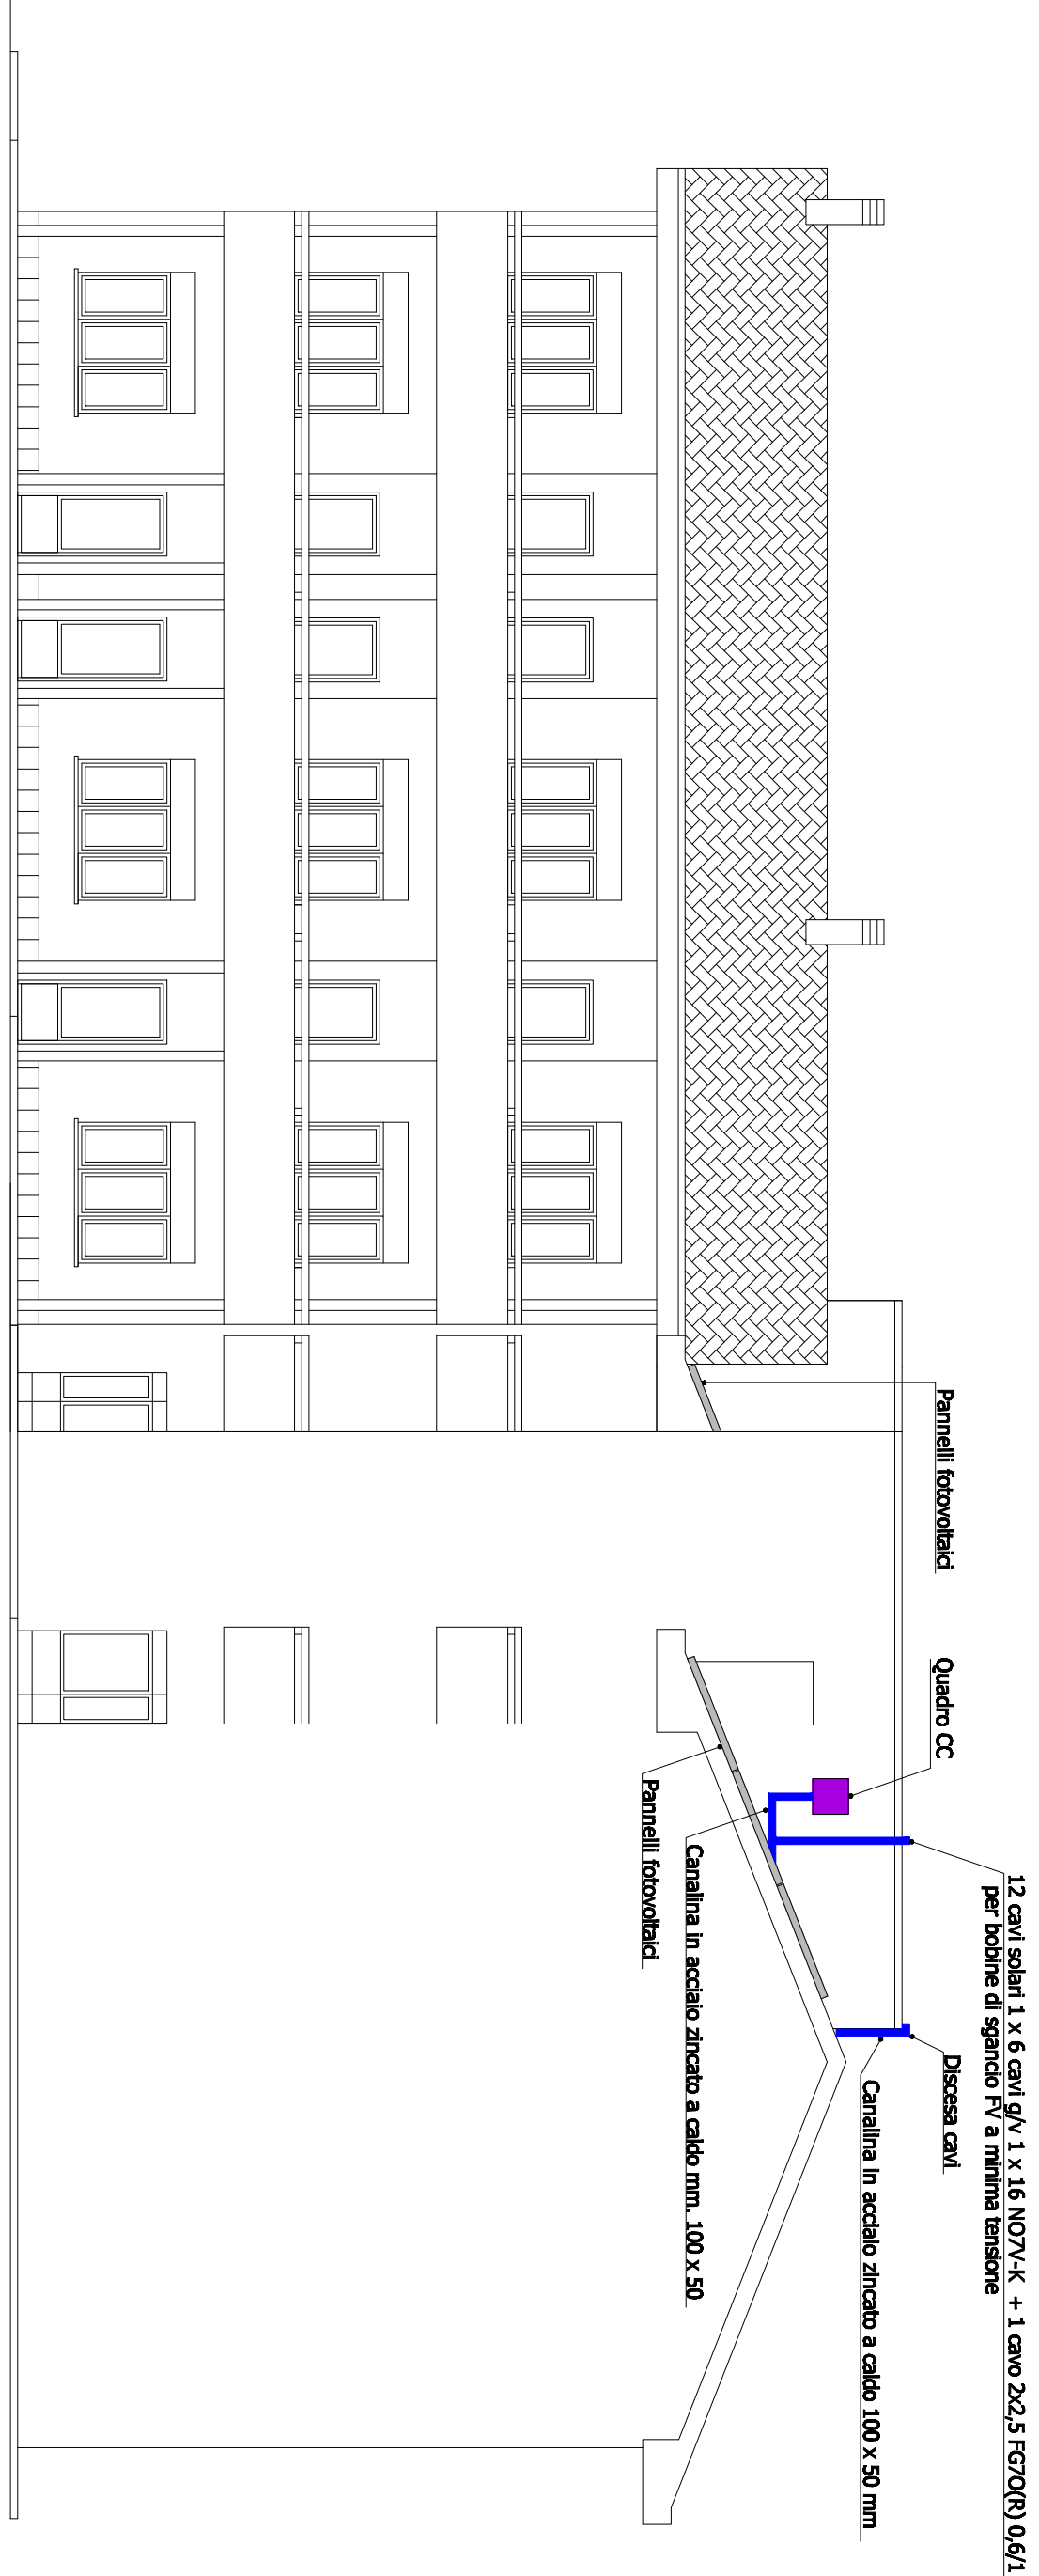 12 cavi solari 1 x 6 cavi g/v 1 x 16 NO7V-K + 1 cavo 2x2,5 FG7O(R) 0,6/1
per bobine di sgancio FV a minima tensione
Pannelli fotovoltaici
Quadro CC
Discesa cavi
Canalina in acciaio zincato a caldo 100 x 50 mm
Canalina in acciaio zincato a caldo mm. 100 x 50
Pannelli fotovoltaici